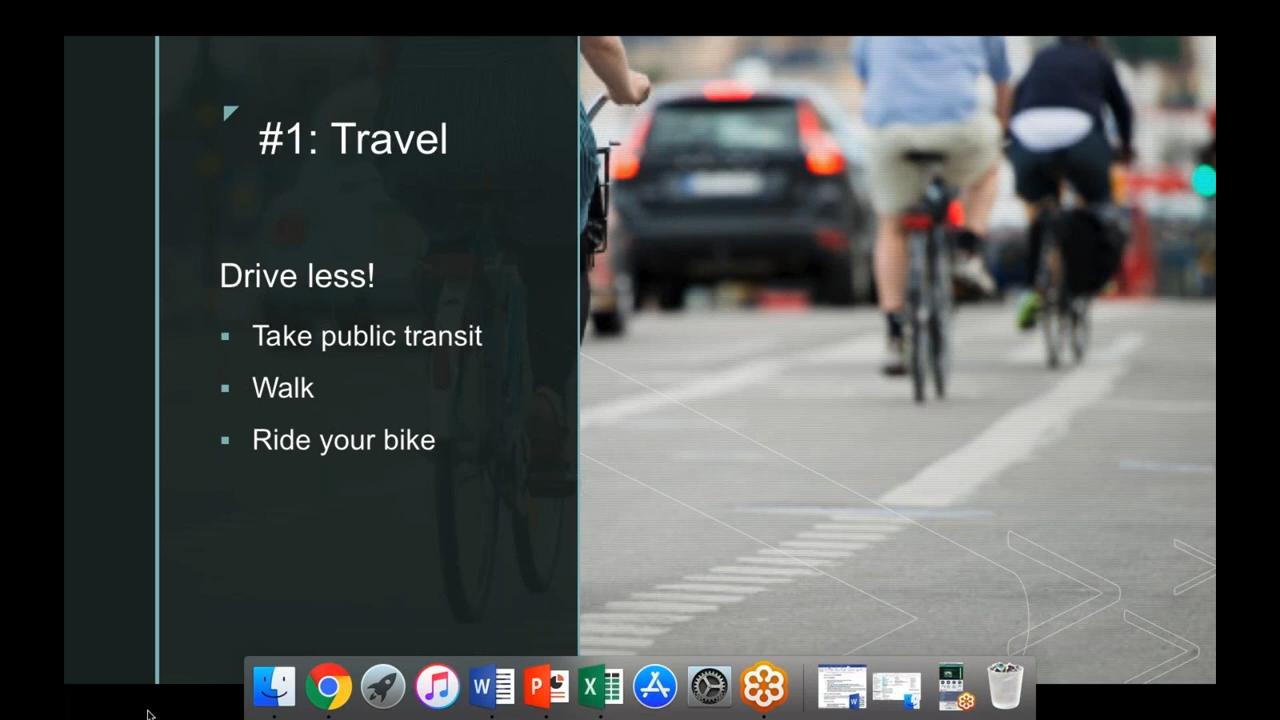 #1: Travel
Drive less!
Take public transit
Walk
Ride your bike